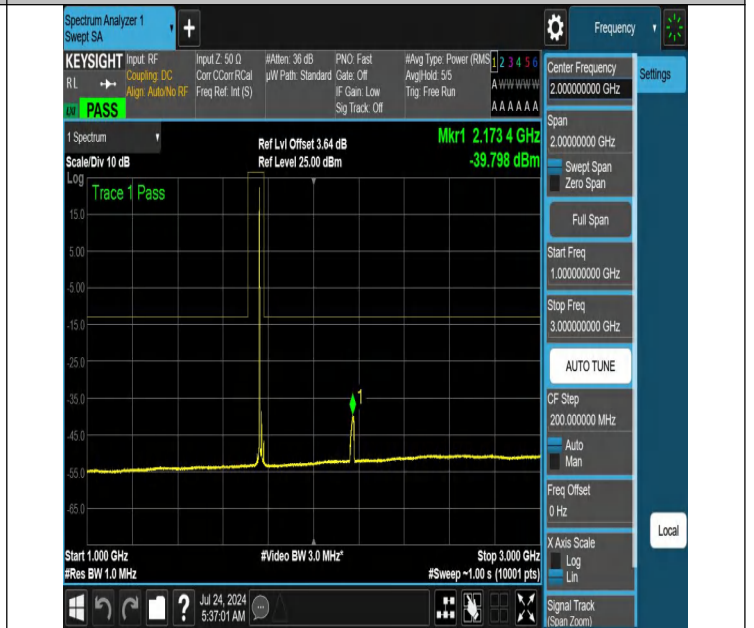 Spectrum Analyzer 1
Swept SA
+
Frequency
KEYSIGHT
RL
PASS
Input: RF
Coupling: DC
Align: Auto/No RF
Input Z: 50 Ω
Corr CCorr RCal
Freq Ref: Int (S)
#Atten: 36 dB
µW Path: Standard
PNO: Fast
Gate: Off
IF Gain: Low
Sig Track: Off
#Avg Type: Power (RMS
Avg|Hold: 5/5
Trig: Free Run
1 2 3 4 5 6
A W W W W W
A A A A A A
1 Spectrum
Scale/Div 10 dB
Ref Lvl Offset 3.64 dB
Ref Level 25.00 dBm
Mkr1 2.173 4 GHz
-39.798 dBm
Log
Trace 1 Pass
15.0
5.00
-5.00
-15.0
-25.0
-35.0
1
-45.0
-55.0
-65.0
Start 1.000 GHz
#Res BW 1.0 MHz
#Video BW 3.0 MHz*
Stop 3.000 GHz
#Sweep ~1.00 s (10001 pts)
Center Frequency
2.000000000 GHz
Settings
Span
2.00000000 GHz
Swept Span
Zero Span
Full Span
Start Freq
1.000000000 GHz
Stop Freq
3.000000000 GHz
AUTO TUNE
CF Step
200.000000 MHz
Auto
Man
Freq Offset
0 Hz
X Axis Scale
Log
Lin
Local
Signal Track
(Span Zoom)
?
Jul 24, 2024
5:37:01 AM